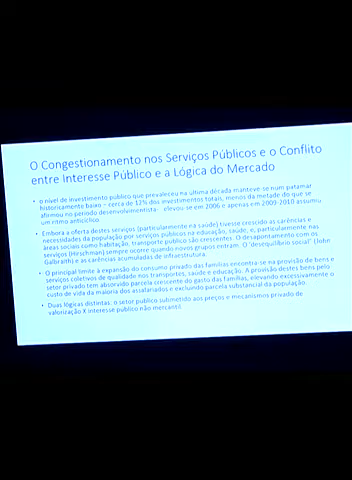 O Congestionamento nos Serviços Públicos e o Conflito
entre Interesse Público e a Lógica do Mercado
• o nível de investimento público que prevaleceu na última década manteve-se num patamar
historicamente baixo – cerca de 12% dos investimentos totais, menos da metade do que se
afirmou no período desenvolvimentista elevou-se em 2006 e apenas em 2009-2010 assumiu
um ritmo anticíclico.
• Embora a oferta destes serviços (particularmente na saúde) tivesse crescido as carências e
necessidades da população por serviços públicos na educação, saúde, e, particularmente nas
áreas sociais como habitação, transporte público são crescentes. O desapontamento com os
serviços (Hirschman) sempre ocorre quando novos grupos entram. O 'desequilíbrio social' (John
Galbraith) e as carências acumuladas de infraestrutura.
• O principal limite à expansão do consumo privado das famílias encontra-se na provisão de bens e
serviços coletivos de qualidade nos transportes, saúde e educação. A provisão destes bens pelo
setor privado tem absorvido parcela crescente do gasto das famílias, elevando excessivamente o
custo de vida da maioria dos assalariados e excluindo parcela substancial da população.
• Duas lógicas distintas: o setor público subordinado aos preços e mecanismos privado de
valorização X interesse público não mercantil